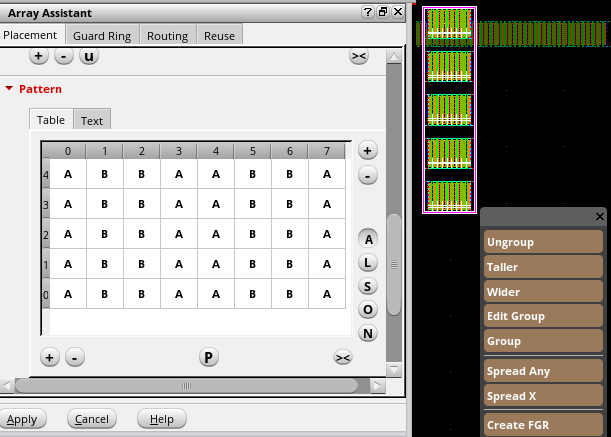 Array Assistant
? 
Placement Guard Ring Routing Reuse
+ - u ><
Pattern
Table Text
0 1 2 3 4 5 6 7
4 A B B A A B B A
3 A B B A A B B A
2 A B B A A B B A
1 A B B A A B B A
0 A B B A A B B A
+
-
A
L
S
O
N
+ - P ><
Apply Cancel Help
Ungroup
Taller
Wider
Edit Group
Group
Spread Any
Spread X
Create FGR